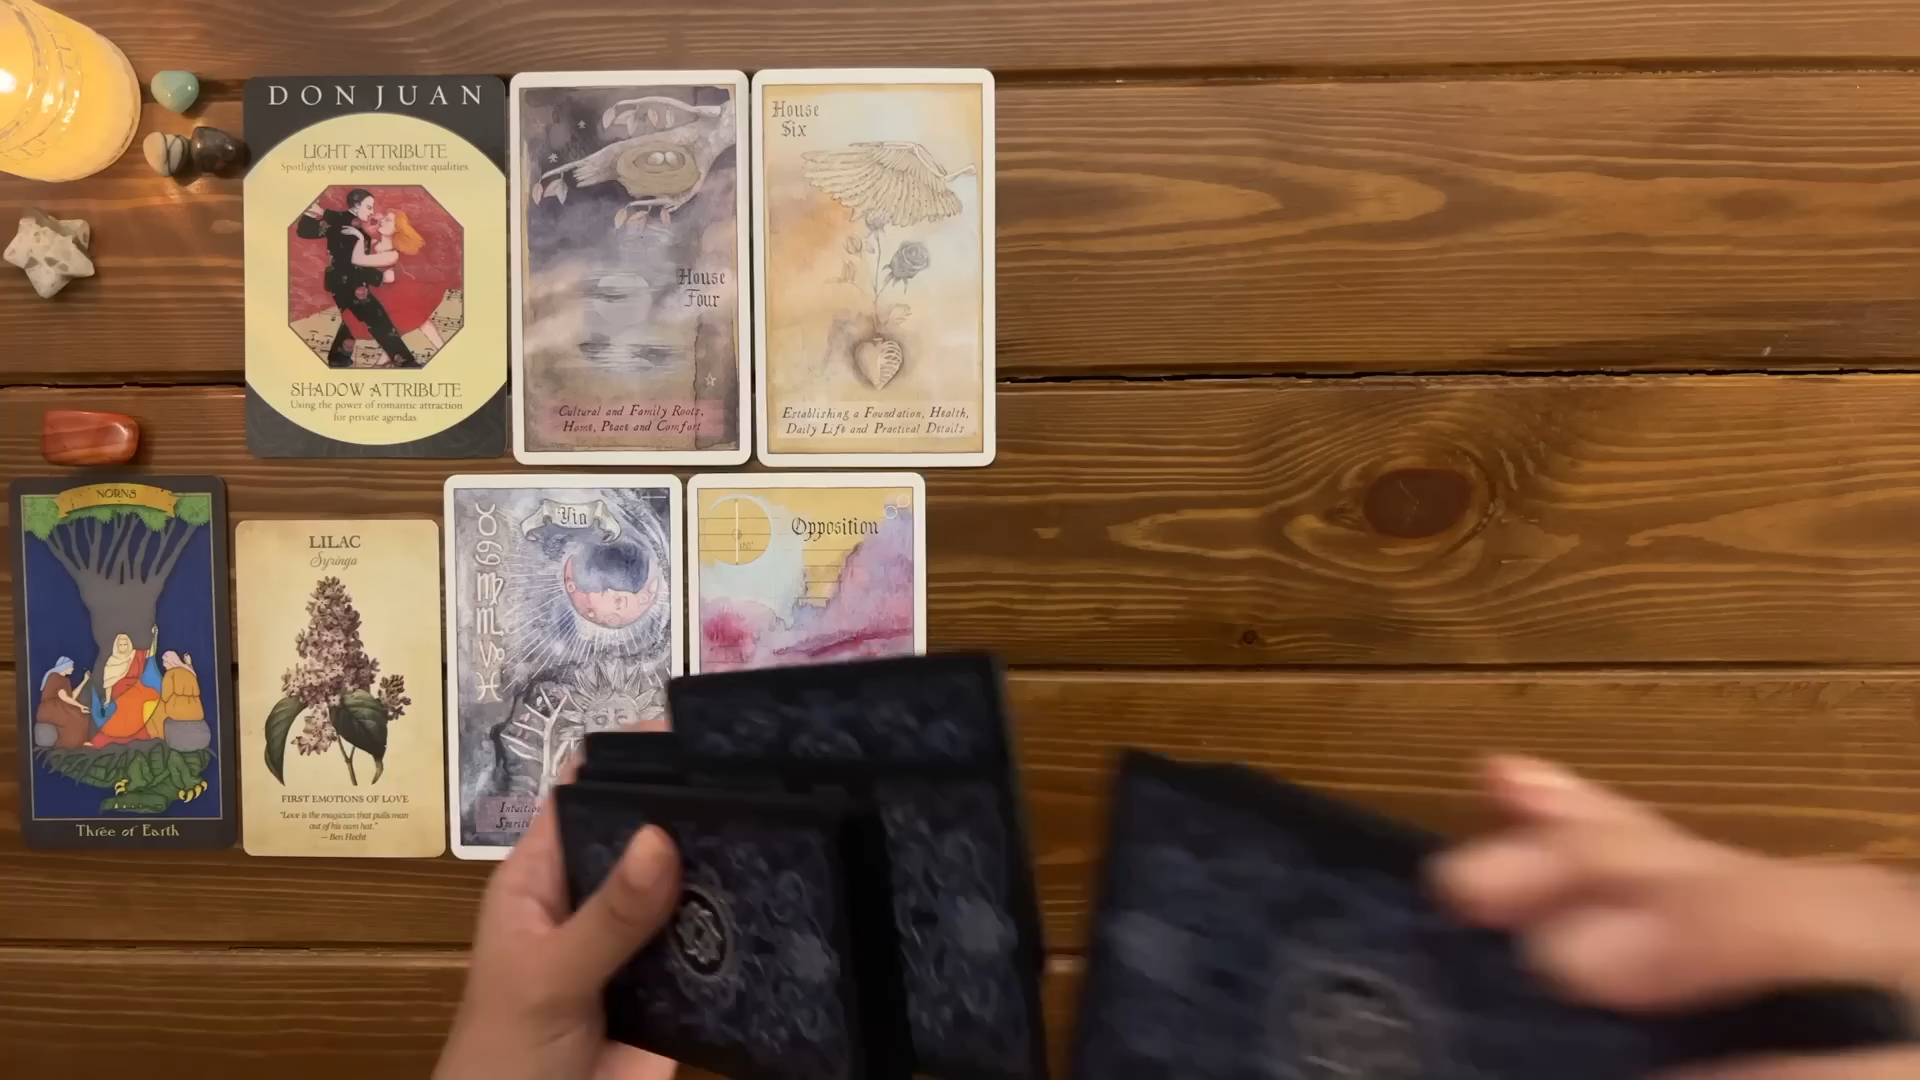 DON JUAN
LIGHT ATTRIBUTE
Spotlights your positive seductive qualities
SHADOW ATTRIBUTE
Using the power of romantic attraction
for private agendas
House
Four
Cultural and Family Roots,
Home, Peace and Comfort
House
Six
Establishing a Foundation, Health,
Daily Life and Practical Details
NORNS
Three of Earth
LILAC
Syringa
FIRST EMOTIONS OF LOVE
"Love is the magician that pulls man
out of his own hat."
— Ben Hecht
Yin
♉
♋
♍
♏
♑
♓
Opposition
180°